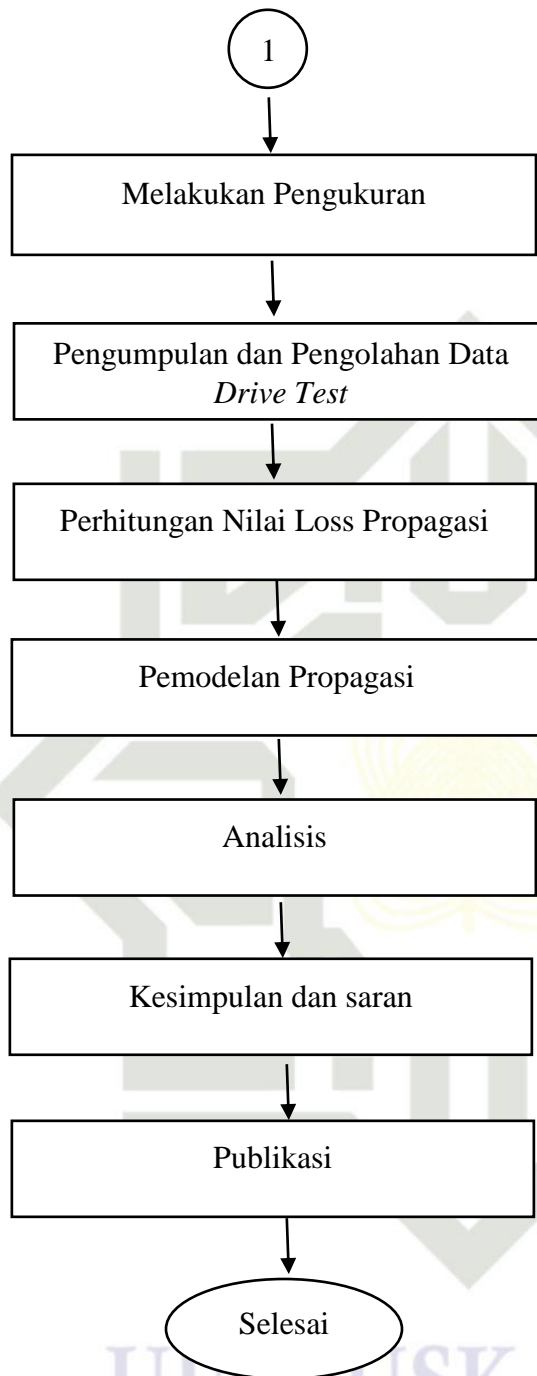 1
Melakukan Pengukuran
Pengumpulan dan Pengolahan Data
Drive Test
Perhitungan Nilai Loss Propagasi
Pemodelan Propagasi
Analisis
Kesimpulan dan saran
Publikasi
Selesai